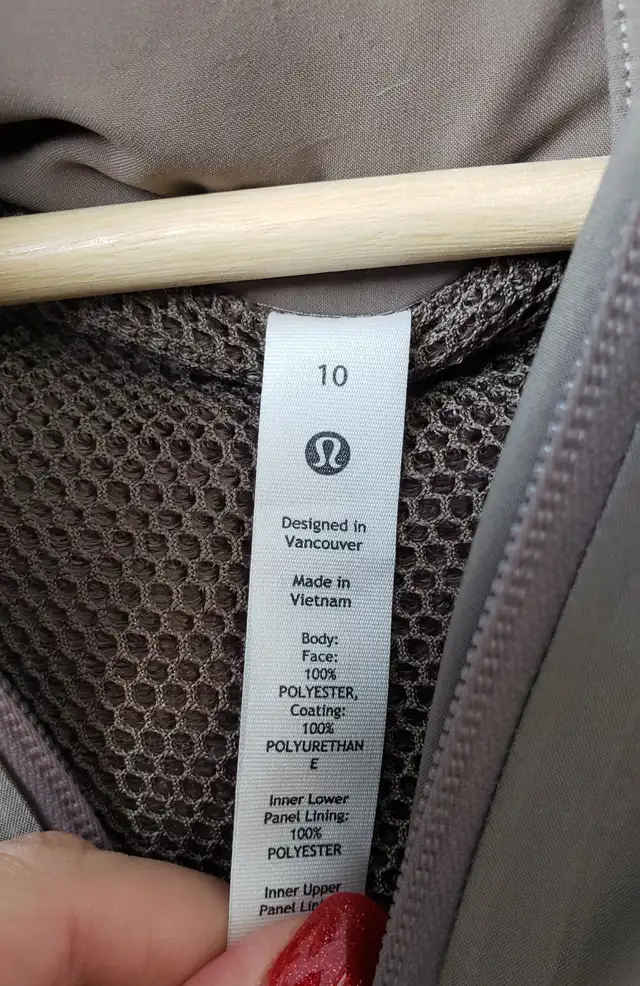 10
Designed in
Vancouver
Made in
Vietnam
Body:
Face:
100%
POLYESTER,
Coating:
100%
POLYURETHAN
E
Inner Lower
Panel Lining:
100%
POLYESTER
Inner Upper
Panel